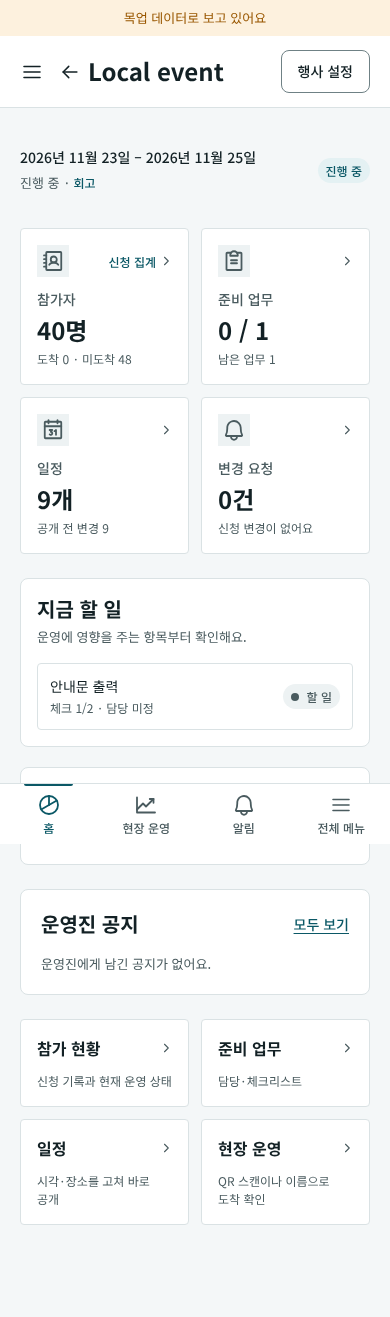 목업 데이터로 보고 있어요
Local event
행사 설정
2026년 11월 23일 – 2026년 11월 25일
진행 중 · 회고
진행 중
신청 집계
참가자
40명
도착 0 · 미도착 48
준비 업무
0 / 1
남은 업무 1
31
일정
9개
공개 전 변경 9
변경 요청
0건
신청 변경이 없어요
지금 할 일
운영에 영향을 주는 항목부터 확인해요.
안내문 출력
체크 1/2 · 담당 미정
할 일
홈
현장 운영
알림
전체 메뉴
운영진 공지
모두 보기
운영진에게 남긴 공지가 없어요.
참가 현황
신청 기록과 현재 운영 상태
준비 업무
담당·체크리스트
일정
시각·장소를 고쳐 바로
공개
현장 운영
QR 스캔이나 이름으로
도착 확인